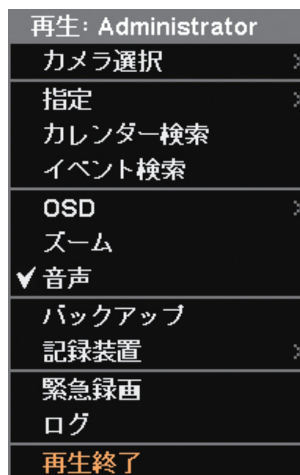 再生: Administrator
カメラ選択
指定
カレンダー検索
イベント検索
OSD
ズーム
✔音声
バックアップ
記録装置
緊急録画
ログ
再生終了